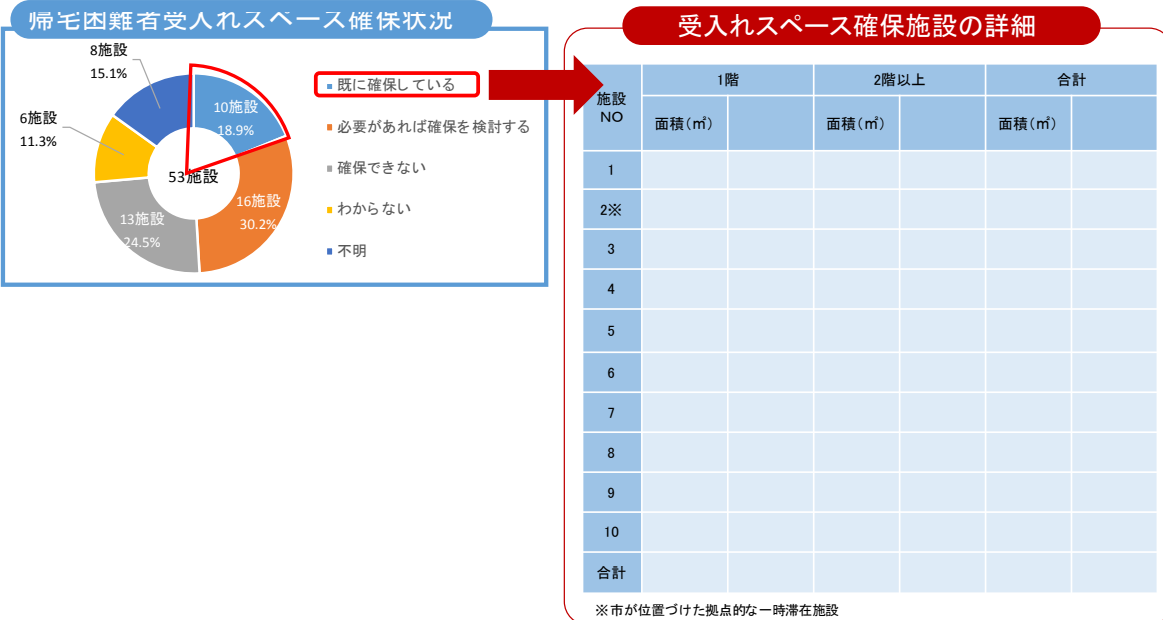 帰宅困難者受入れスペース確保状況
8施設
15.1%
6施設
11.3%
10施設
18.9%
53施設
16施設
30.2%
13施設
24.5%
既に確保している
必要があれば確保を検討する
確保できない
わからない
不明
受入れスペース確保施設の詳細
施設
NO
1階
2階以上
合計
面積(㎡)
面積(㎡)
面積(㎡)
1
2※
3
4
5
6
7
8
9
10
合計
※市が位置づけた拠点的な一時滞在施設